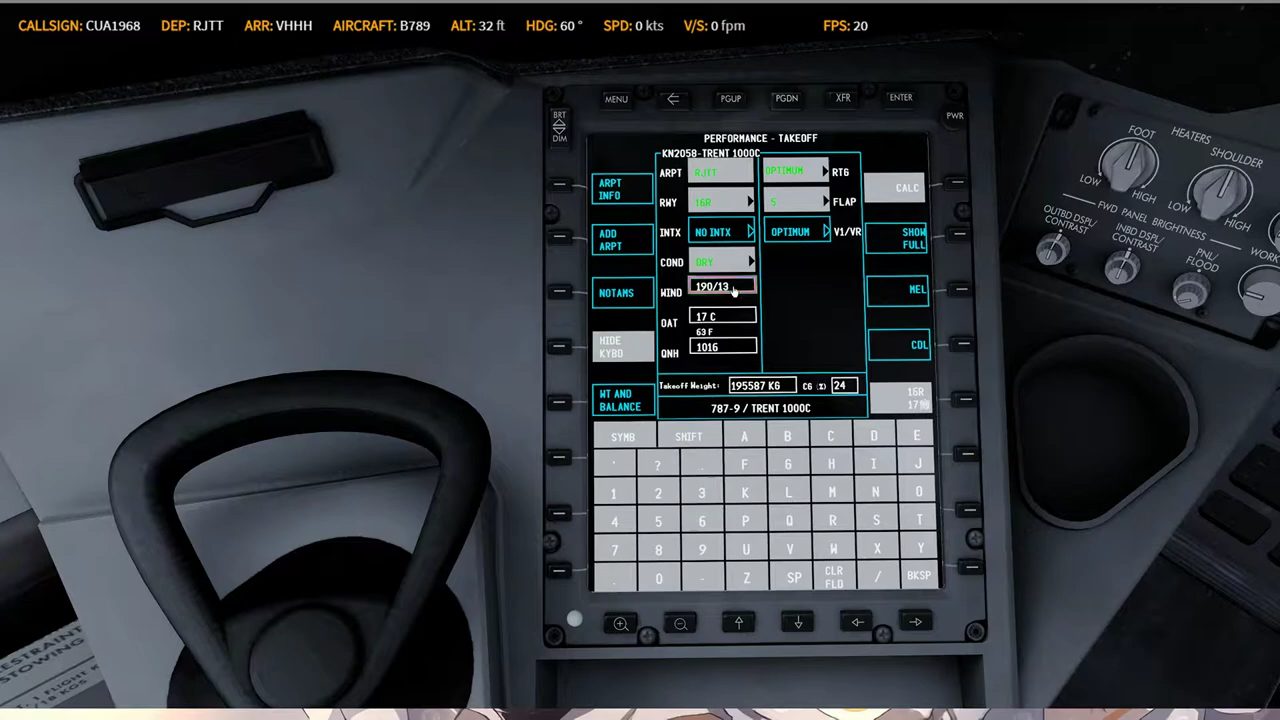 CALLSIGN: CUA1968 DEP: RJTT ARR: VHHH AIRCRAFT: B789 ALT: 32 ft HDG: 60 ° SPD: 0 kts V/S: 0 fpm FPS: 20
MENU PGUP PGDN XFR ENTER
BRT
DIM
PWR
PERFORMANCE - TAKEOFF
KN2058-TRENT 1000C
ARPT INFO
ADD ARPT
NOTAMS
HIDE KYBD
WT AND BALANCE
ARPT RJTT OPTIMUM RTG
RWY 16R 5 FLAP
INTX NO INTX OPTIMUM V1/VR
COND DRY
WIND 190/13
OAT 17 C
63 F
QNH 1016
CALC
SHOW FULL
MEL
CDL
16R
Takeoff Weight: 195587 KG CG (%) 24
787-9 / TRENT 1000C
SYMB SHIFT A B C D E
' ? F G H I J
1 2 3 K L M N O
4 5 6 P Q R S T
7 8 9 U V W X Y
. 0 - Z SP CLR FLD / BKSP
FOOT
HEATERS
SHOULDER
LOW HIGH LOW HIGH
FWD PANEL BRIGHTNESS
OUTBD DSPL/
CONTRAST
INBD DSPL/
CONTRAST
PNL/
FLOOD
WORK
STOWING